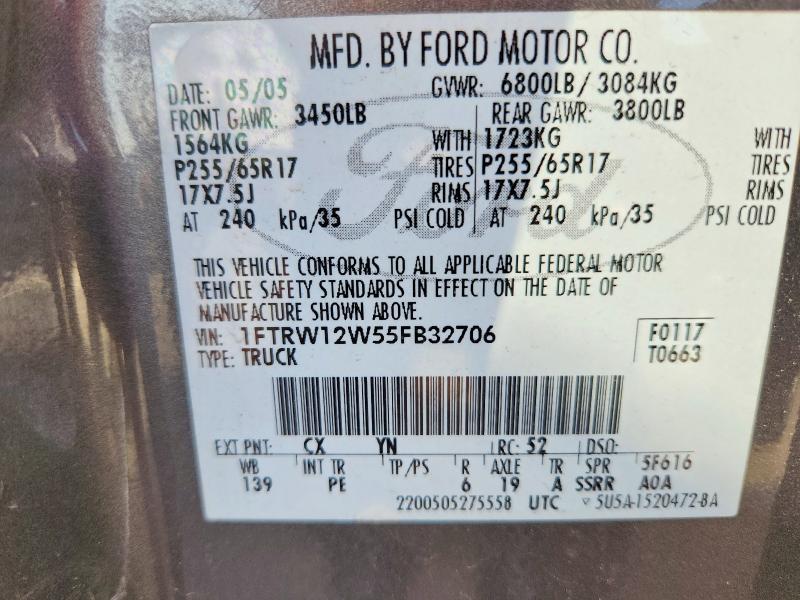 MFD. BY FORD MOTOR CO.
DATE: 05/05 GVWR: 6800LB/ 3084KG
FRONT GAWR: 3450LB REAR GAWR: 3800LB
1564KG WITH 1723KG WITH
P255/65R17 TIRES P255/65R17 TIRES
17X7.5J RIMS 17X7.5J RIMS
AT 240 kPa/35 PSI COLD AT 240 kPa/35 PSI COLD
Ford
THIS VEHICLE CONFORMS TO ALL APPLICABLE FEDERAL MOTOR
VEHICLE SAFETY STANDARDS IN EFFECT ON THE DATE OF
MANUFACTURE SHOWN ABOVE.
VIN: 1FTRW12W55FB32706 F0117
TYPE: TRUCK T0663
EXT PNT: CX YN RC: 52 DSO:
WB INT TR TP/PS R AXLE TR SPR 5F616
139 PE 6 19 A SSRR AOA
2200505275558 UTC ▿ 5U5A-1520472-BA